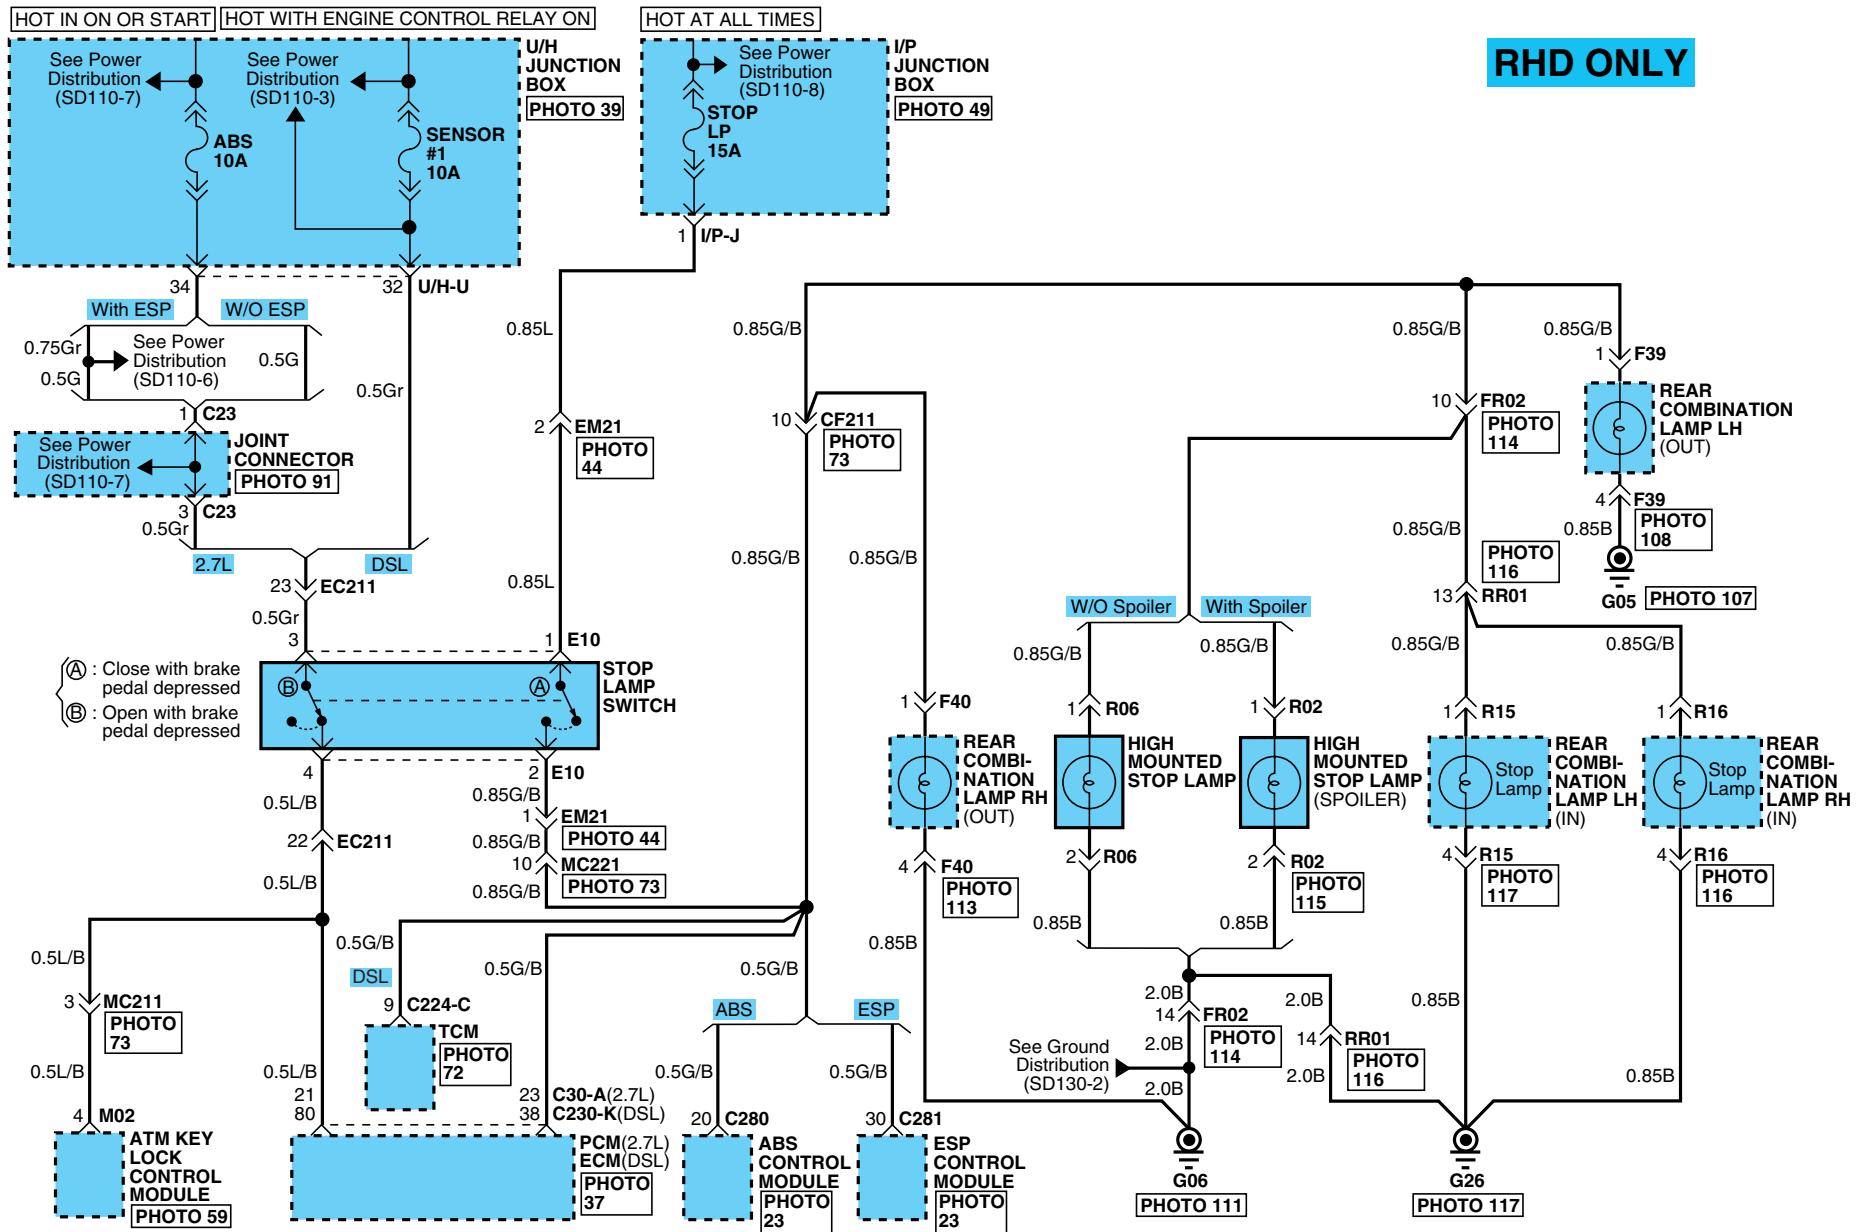 HOT IN ON OR START
HOT WITH ENGINE CONTROL RELAY ON
HOT AT ALL TIMES
RHD ONLY
See Power
Distribution
(SD110-7)
ABS
10A
See Power
Distribution
(SD110-3)
SENSOR
#1
10A
U/H
JUNCTION
BOX
PHOTO 39
See Power
Distribution
(SD110-8)
STOP
LP
15A
I/P
JUNCTION
BOX
PHOTO 49
1 I/P-J
34
32 U/H-U
With ESP
W/O ESP
0.75Gr
0.5G
See Power
Distribution
(SD110-6)
0.5G
0.5Gr
1 C23
See Power
Distribution
(SD110-7)
JOINT
CONNECTOR
PHOTO 91
3 C23
0.5Gr
2.7L
DSL
23 EC211
0.5Gr
3
0.85L
2 EM21
PHOTO
44
0.85L
1 E10
STOP
LAMP
SWITCH
A : Close with brake
pedal depressed
B : Open with brake
pedal depressed
B
A
4
2 E10
0.5L/B
22 EC211
0.5L/B
0.85G/B
1 EM21
PHOTO 44
0.85G/B
10 MC221
PHOTO 73
0.85G/B
0.5L/B
3 MC211
PHOTO
73
0.5L/B
4 M02
ATM KEY
LOCK
CONTROL
MODULE
PHOTO 59
0.5G/B
DSL
9 C224-C
TCM
PHOTO
72
0.5L/B
21
80
0.5G/B
23 C30-A(2.7L)
38 C230-K(DSL)
PCM(2.7L)
ECM(DSL)
PHOTO
37
0.5G/B
ABS
ESP
0.5G/B
20 C280
ABS
CONTROL
MODULE
PHOTO
23
0.5G/B
30 C281
ESP
CONTROL
MODULE
PHOTO
23
0.85G/B
10 CF211
PHOTO
73
0.85G/B
0.85G/B
1 F40
REAR
COMBI-
NATION
LAMP RH
(OUT)
4 F40
PHOTO
113
0.85B
0.85G/B
10 FR02
PHOTO
114
0.85G/B
1 F39
REAR
COMBINATION
LAMP LH
(OUT)
4 F39
PHOTO
108
0.85B
G05
PHOTO 107
0.85G/B
PHOTO
116
13 RR01
W/O Spoiler
With Spoiler
0.85G/B
1 R06
HIGH
MOUNTED
STOP LAMP
2 R06
0.85B
0.85G/B
1 R02
HIGH
MOUNTED
STOP LAMP
(SPOILER)
2 R02
PHOTO
115
0.85B
0.85G/B
1 R15
Stop
Lamp
REAR
COMBI-
NATION
LAMP LH
(IN)
4 R15
PHOTO
117
0.85B
0.85G/B
1 R16
Stop
Lamp
REAR
COMBI-
NATION
LAMP RH
(IN)
4 R16
PHOTO
116
0.85B
2.0B
14 FR02
PHOTO
114
2.0B
See Ground
Distribution
(SD130-2)
2.0B
2.0B
14 RR01
PHOTO
116
2.0B
G06
PHOTO 111
G26
PHOTO 117